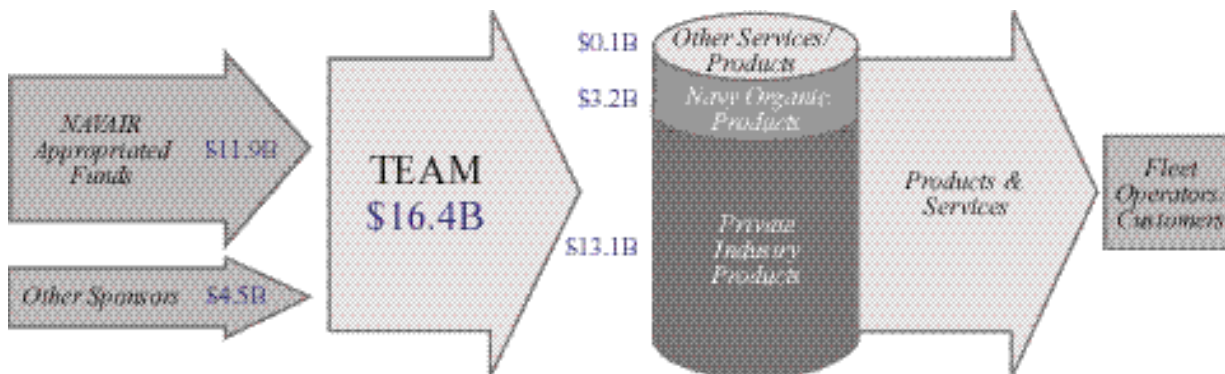 NAVAIR
Appropriated
Funds
$11.9B
Other Sponsors
$4.5B
TEAM
$16.4B
$0.1B
Other Services/
Products
$3.2B
Navy Organic
Products
$13.1B
Private
Industry
Products
Products &
Services
Fleet
Operators/
Customers